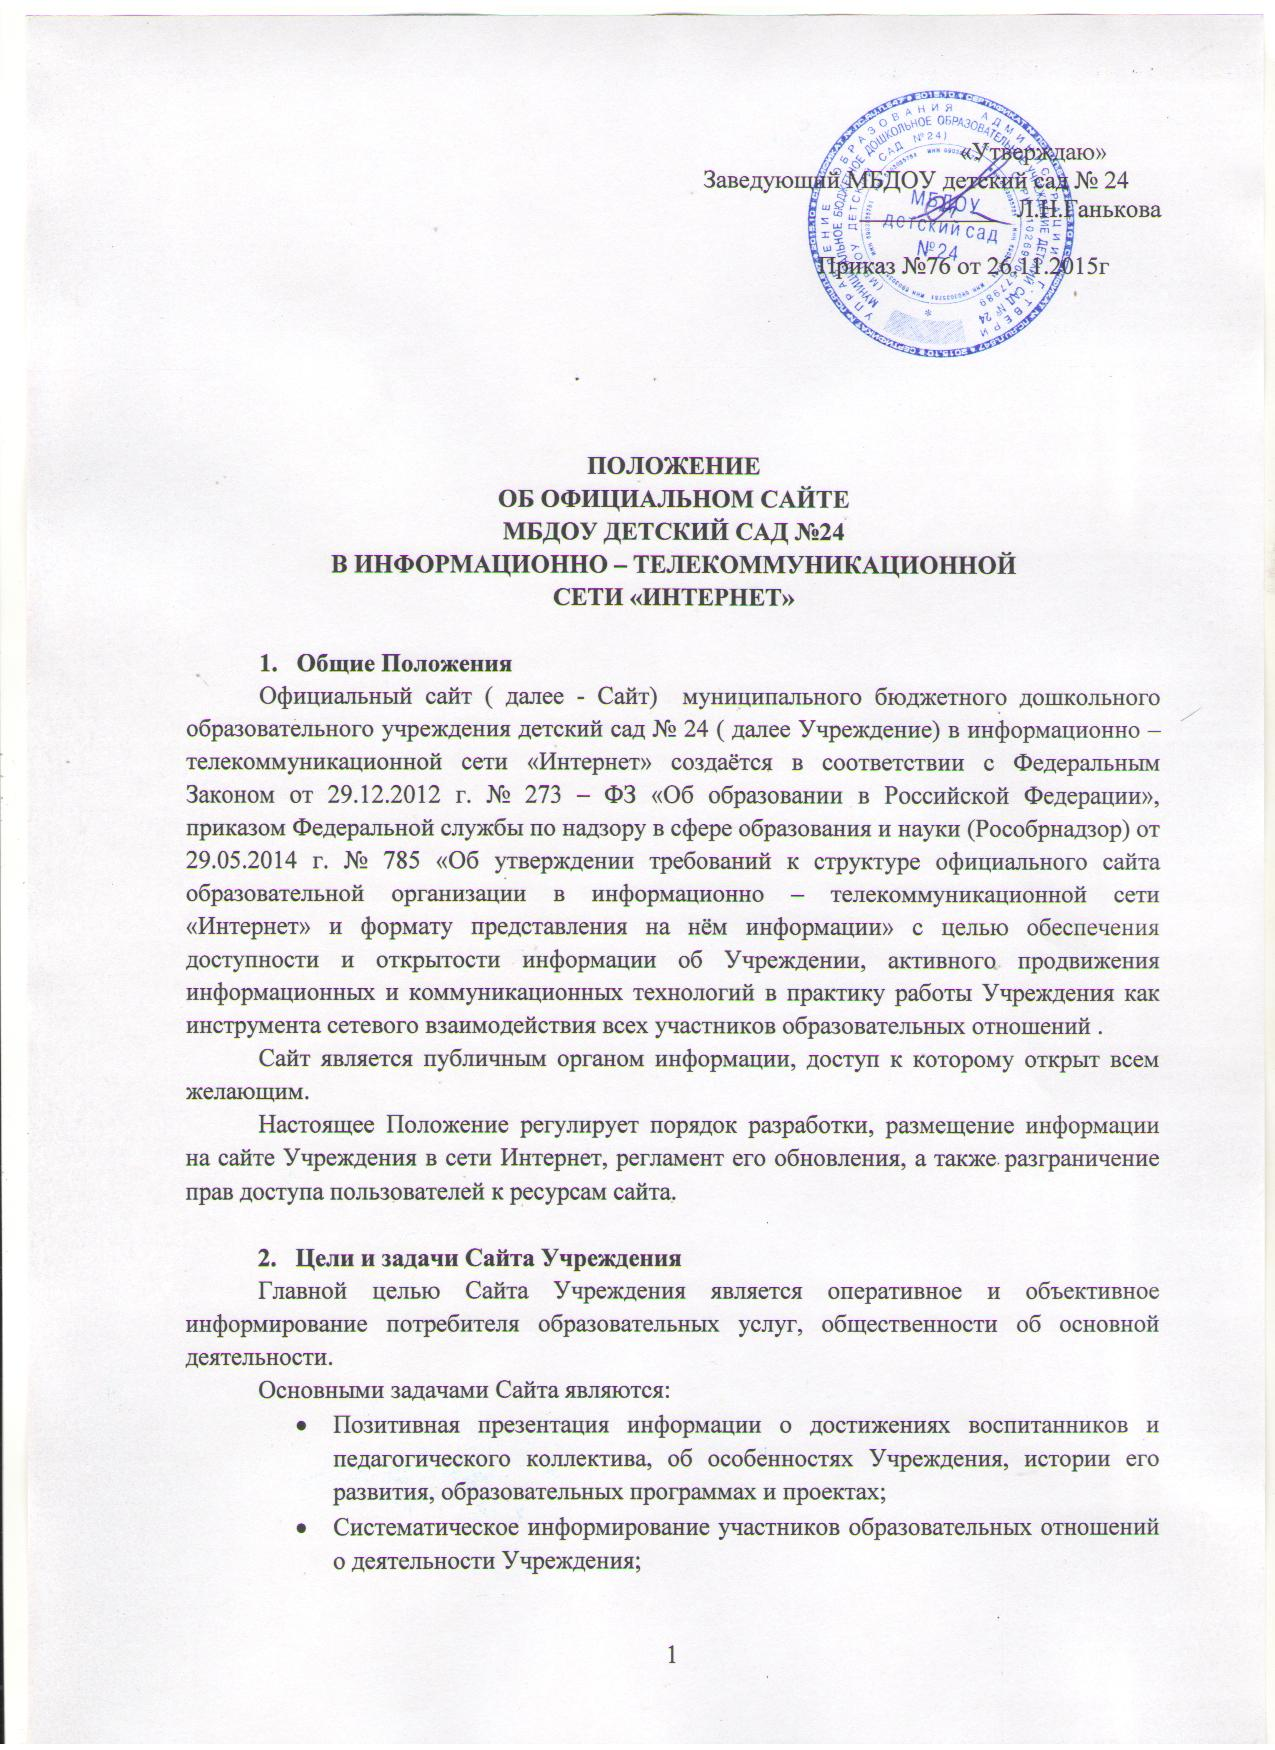 «Утверждаю»
Заведующий МБДОУ детский сад № 24
Л.Н.Ганькова
Приказ №76 от 26.11.2015г
МБДОУ
детский сад
№24
ПОЛОЖЕНИЕ
ОБ ОФИЦИАЛЬНОМ САЙТЕ
МБДОУ ДЕТСКИЙ САД №24
В ИНФОРМАЦИОННО – ТЕЛЕКОММУНИКАЦИОННОЙ
СЕТИ «ИНТЕРНЕТ»
1. Общие Положения
Официальный сайт ( далее - Сайт) муниципального бюджетного дошкольного
образовательного учреждения детский сад № 24 ( далее Учреждение) в информационно –
телекоммуникационной сети «Интернет» создаётся в соответствии с Федеральным
Законом от 29.12.2012 г. № 273 – ФЗ «Об образовании в Российской Федерации»,
приказом Федеральной службы по надзору в сфере образования и науки (Рособрнадзор) от
29.05.2014 г. № 785 «Об утверждении требований к структуре официального сайта
образовательной организации в информационно – телекоммуникационной сети
«Интернет» и формату представления на нём информации» с целью обеспечения
доступности и открытости информации об Учреждении, активного продвижения
информационных и коммуникационных технологий в практику работы Учреждения как
инструмента сетевого взаимодействия всех участников образовательных отношений .
Сайт является публичным органом информации, доступ к которому открыт всем
желающим.
Настоящее Положение регулирует порядок разработки, размещение информации
на сайте Учреждения в сети Интернет, регламент его обновления, а также разграничение
прав доступа пользователей к ресурсам сайта.
2. Цели и задачи Сайта Учреждения
Главной целью Сайта Учреждения является оперативное и объективное
информирование потребителя образовательных услуг, общественности об основной
деятельности.
Основными задачами Сайта являются:
• Позитивная презентация информации о достижениях воспитанников и
педагогического коллектива, об особенностях Учреждения, истории его
развития, образовательных программах и проектах;
• Систематическое информирование участников образовательных отношений
о деятельности Учреждения;
1